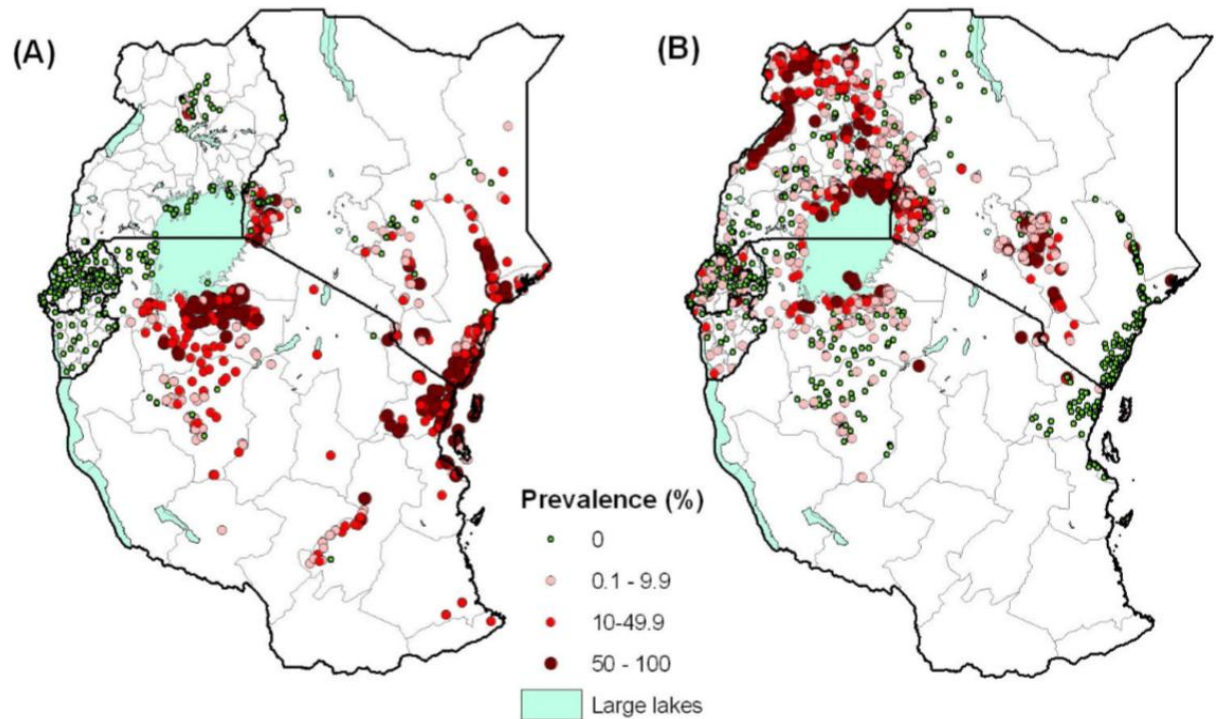 (A)
(B)
Prevalence (%)
0
0.1 - 9.9
10-49.9
50 - 100
Large lakes